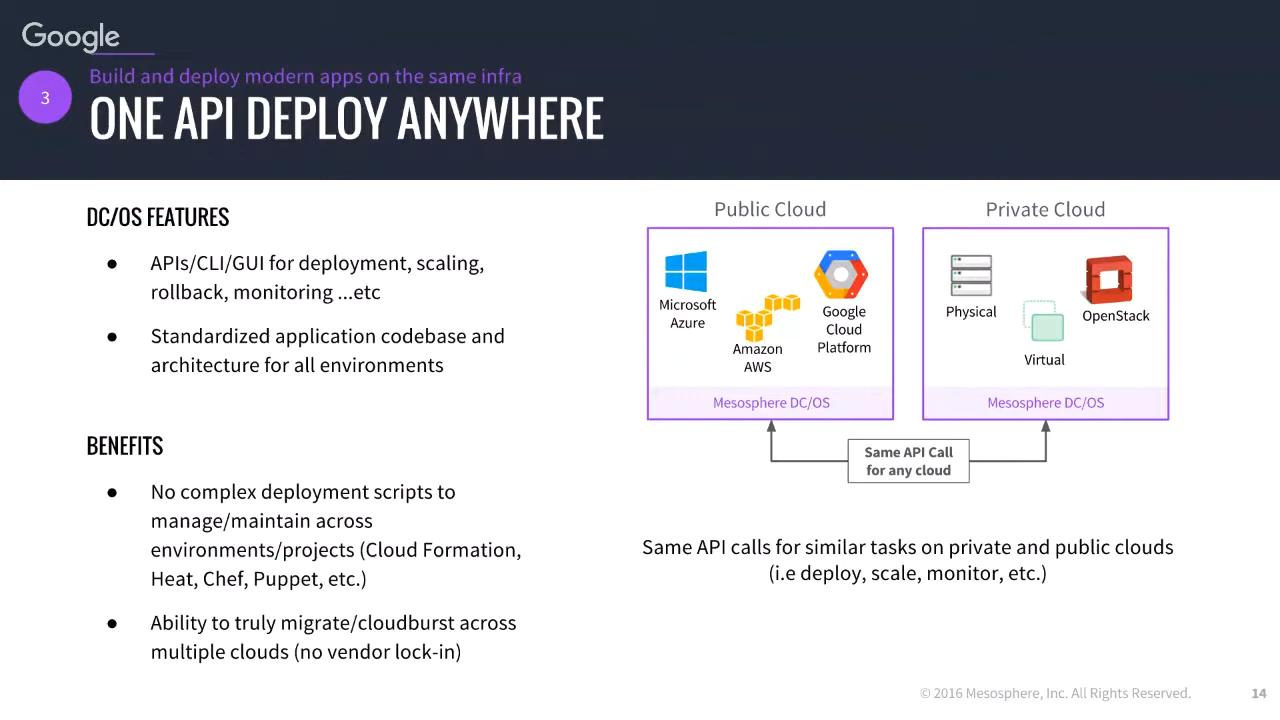 Google
Build and deploy modern apps on the same infra
3
ONE API DEPLOY ANYWHERE
DC/OS FEATURES
● APIs/CLI/GUI for deployment, scaling,
rollback, monitoring ...etc
● Standardized application codebase and
architecture for all environments
BENEFITS
● No complex deployment scripts to
manage/maintain across
environments/projects (Cloud Formation,
Heat, Chef, Puppet, etc.)
● Ability to truly migrate/cloudburst across
multiple clouds (no vendor lock-in)
Public Cloud
Microsoft
Azure
Amazon
AWS
Google
Cloud
Platform
Mesosphere DC/OS
Private Cloud
Physical
Virtual
OpenStack
Mesosphere DC/OS
Same API Call
for any cloud
Same API calls for similar tasks on private and public clouds
(i.e deploy, scale, monitor, etc.)
© 2016 Mesosphere, Inc. All Rights Reserved.
14